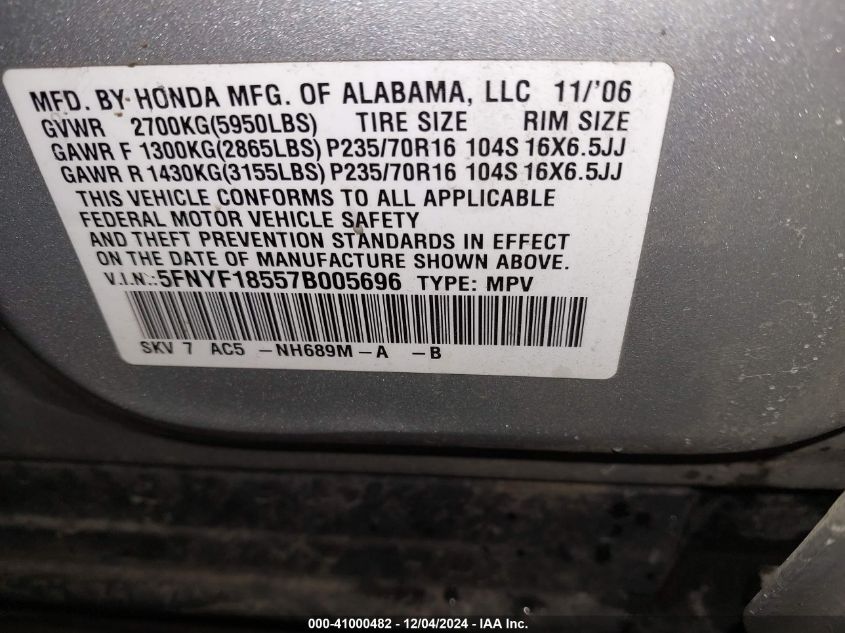 MFD. BY HONDA MFG. OF ALABAMA, LLC 11/'06
GVWR 2700KG(5950LBS) TIRE SIZE RIM SIZE
GAWR F 1300KG(2865LBS) P235/70R16 104S 16X6.5JJ
GAWR R 1430KG(3155LBS) P235/70R16 104S 16X6.5JJ
THIS VEHICLE CONFORMS TO ALL APPLICABLE
FEDERAL MOTOR VEHICLE SAFETY
AND THEFT PREVENTION STANDARDS IN EFFECT
ON THE DATE OF MANUFACTURE SHOWN ABOVE.
V.I.N.:5FNYF18557B005696 TYPE: MPV
SKV 7 AC5 -NH689M-A -B
000-41000482 - 12/04/2024 - IAA Inc.